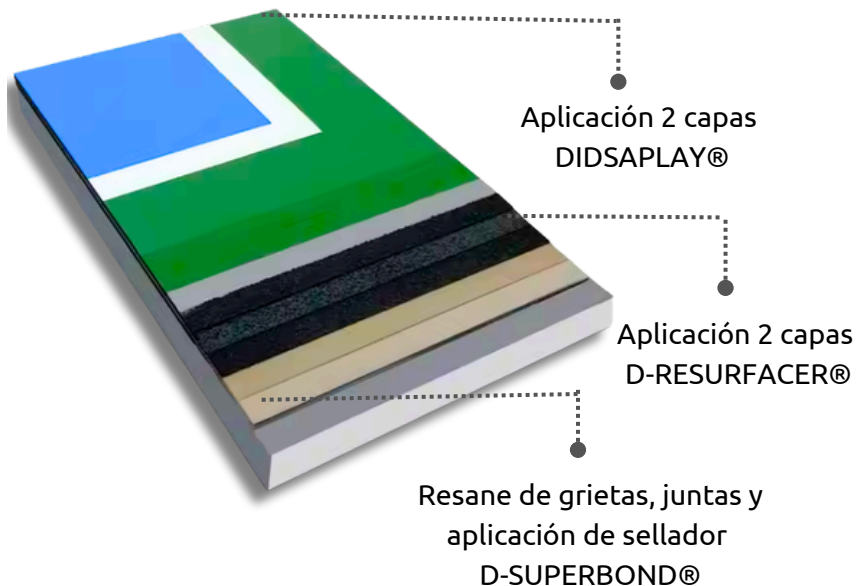 Aplicación 2 capas
DIDSAPLAY®
Aplicación 2 capas
D-RESURFACER®
Resane de grietas, juntas y
aplicación de sellador
D-SUPERBOND®